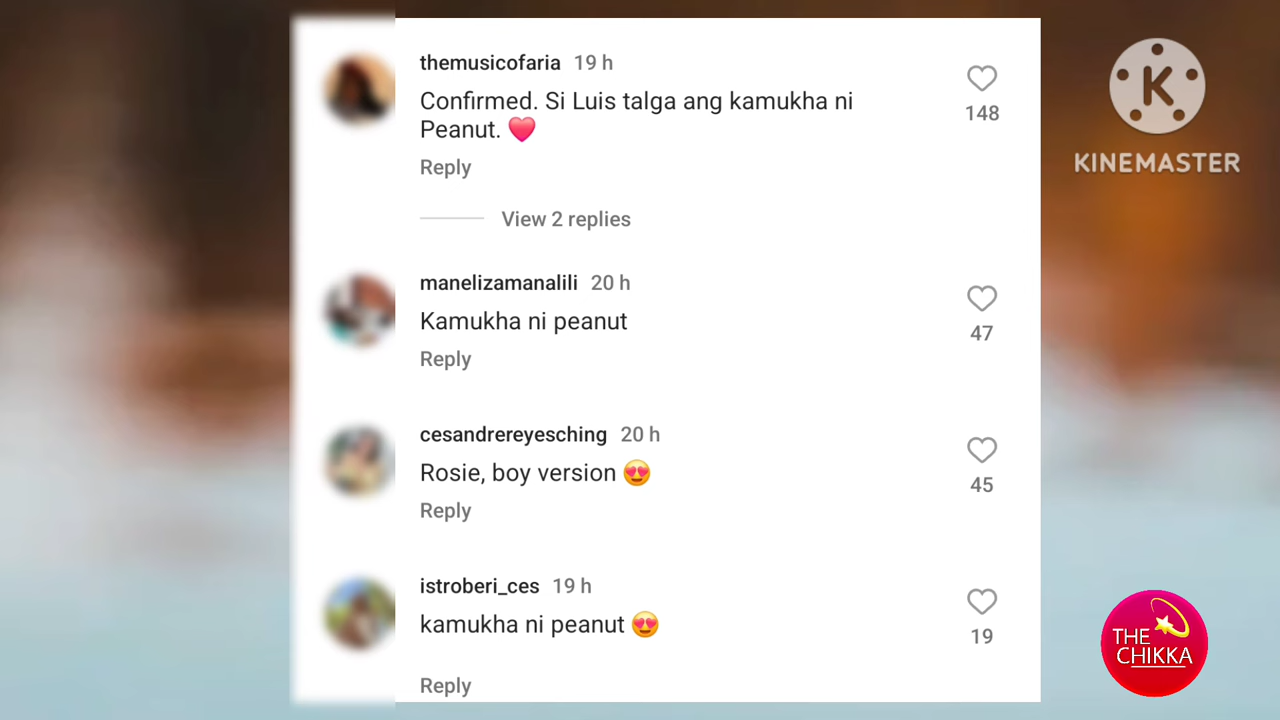 themusicofaria 19 h
Confirmed. Si Luis talga ang kamukha ni
Peanut. ❤️
148
Reply
View 2 replies
manelizamanalili 20 h
Kamukha ni peanut
47
Reply
cesandrereyesching 20 h
Rosie, boy version 😍
45
Reply
istroberi_ces 19 h
kamukha ni peanut 😍
19
Reply
K
KINEMASTER
THE
CHIKKA